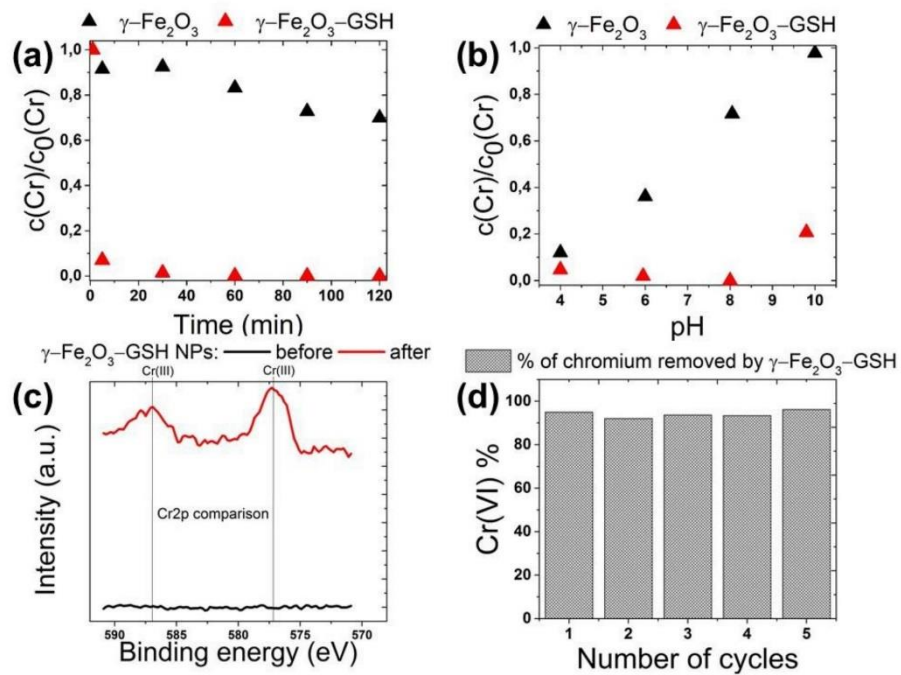 γ–Fe₂O₃ γ–Fe₂O₃–GSH
(a)
c(Cr)/c₀(Cr)
1,0
0,8
0,6
0,4
0,2
0,0
0 20 40 60 80 100 120
Time (min)
γ–Fe₂O₃ γ–Fe₂O₃–GSH
(b)
c(Cr)/c₀(Cr)
1,0
0,8
0,6
0,4
0,2
0,0
4 5 6 7 8 9 10
pH
γ–Fe₂O₃–GSH NPs: before after
Cr(III) Cr(III)
(c)
Intensity (a.u.)
Cr2p comparison
590 585 580 575 570
Binding energy (eV)
% of chromium removed by γ–Fe₂O₃–GSH
(d)
Cr(VI) %
100
80
60
40
20
0
1 2 3 4 5
Number of cycles